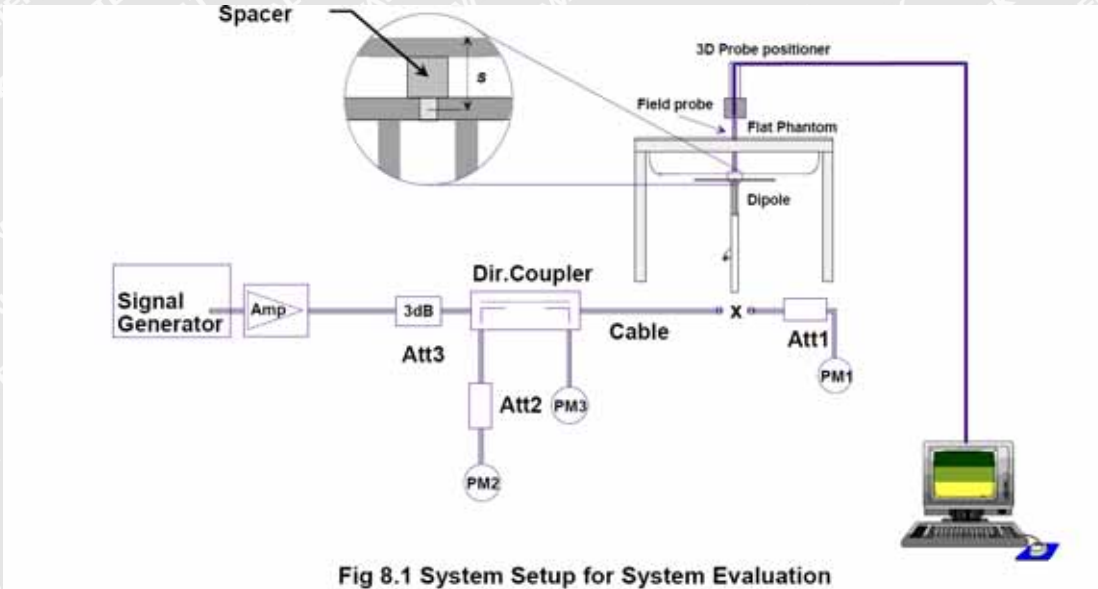 Spacer
s
3D Probe positioner
Field probe
Flat Phantom
Dipole
Signal
Generator
Amp
3dB
Att3
Dir.Coupler
Cable
x
Att1
PM1
Att2
PM3
PM2
Fig 8.1 System Setup for System Evaluation